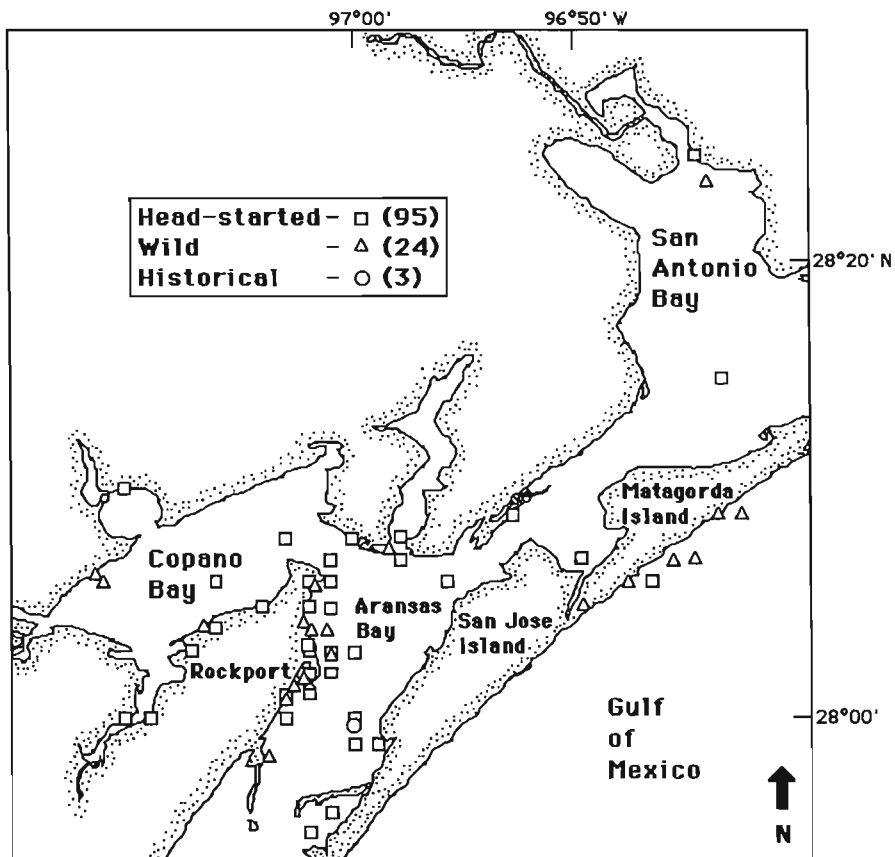 97°00'
96°50' W
Head-started- □ (95)
Wild - △ (24)
Historical - ○ (3)
San
Antonio
Bay
28°20' N
Matagorda
Island
Copano
Bay
Aransas
Bay
San Jose
Island
Rockport
Gulf
of
Mexico
28°00'
N